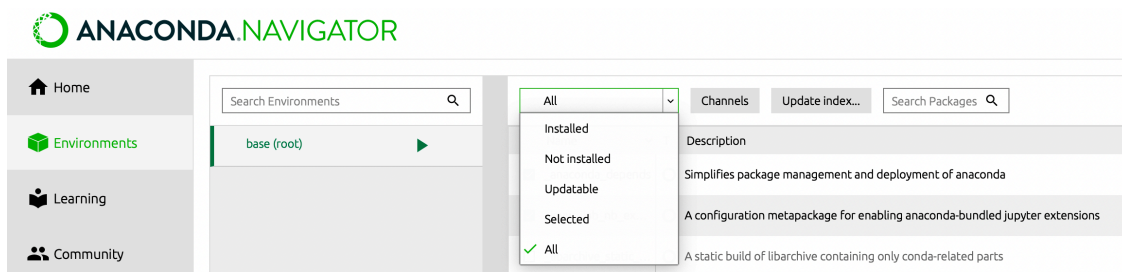 ANACONDA.NAVIGATOR
Home
Environments
Learning
Community
Search Environments
base (root)
All
Channels
Update index...
Search Packages
Installed
Not installed
Updatable
Selected
All
Description
Simplifies package management and deployment of anaconda
A configuration metapackage for enabling anaconda-bundled jupyter extensions
A static build of libarchive containing only conda-related parts